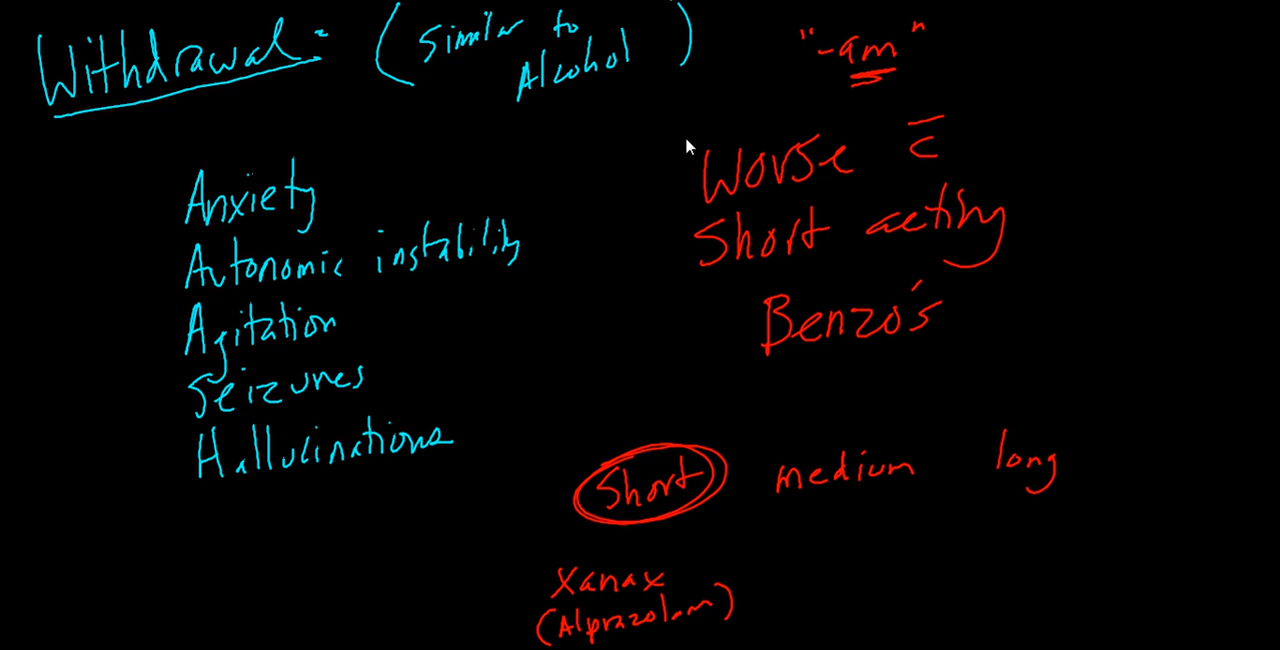 Withdrawal: (Similar to
Alcohol)
"-am"
Anxiety
Autonomic instability
Agitation
Seizures
Hallucinations
Worse c̅
Short acting
Benzo's
Short medium long
Xanax
(Alprazolam)